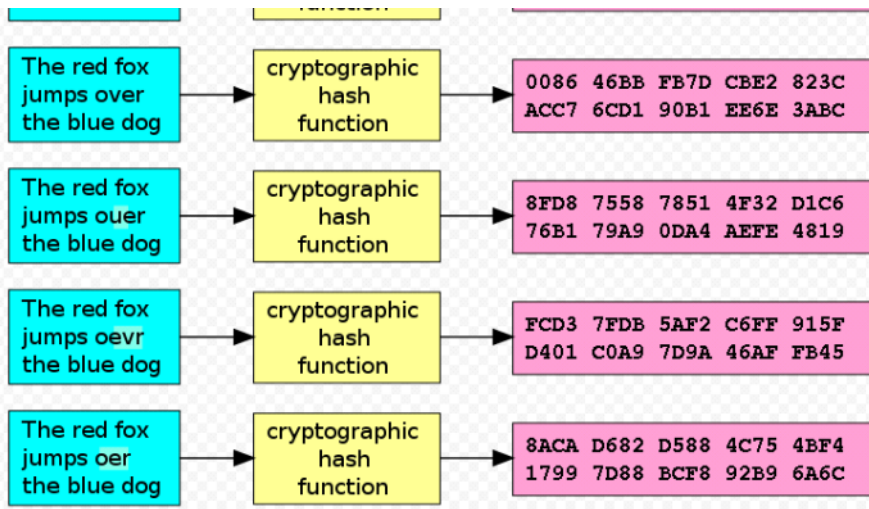 function
The red fox
jumps over
the blue dog
cryptographic
hash
function
0086 46BB FB7D CBE2 823C
ACC7 6CD1 90B1 EE6E 3ABC
The red fox
jumps ouer
the blue dog
cryptographic
hash
function
8FD8 7558 7851 4F32 D1C6
76B1 79A9 0DA4 AEFE 4819
The red fox
jumps oevr
the blue dog
cryptographic
hash
function
FCD3 7FDB 5AF2 C6FF 915F
D401 C0A9 7D9A 46AF FB45
The red fox
jumps oer
the blue dog
cryptographic
hash
function
8ACA D682 D588 4C75 4BF4
1799 7D88 BCF8 92B9 6A6C